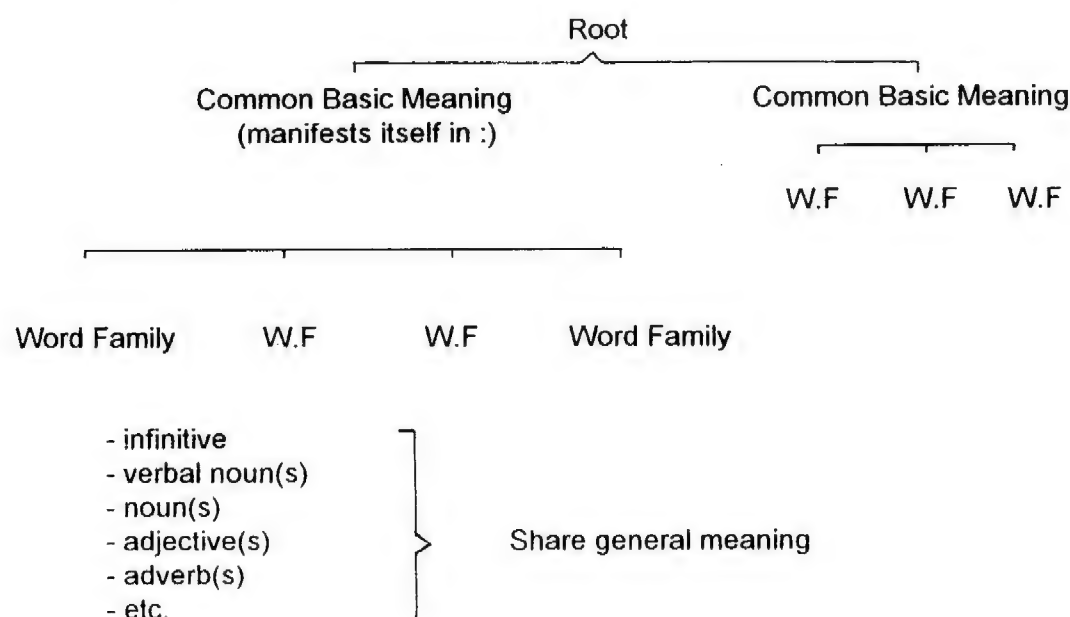 Root
Common Basic Meaning
(manifests itself in :)
Common Basic Meaning
W.F W.F W.F
Word Family W.F W.F Word Family
- infinitive
- verbal noun(s)
- noun(s)
- adjective(s)
- adverb(s)
- etc.
Share general meaning